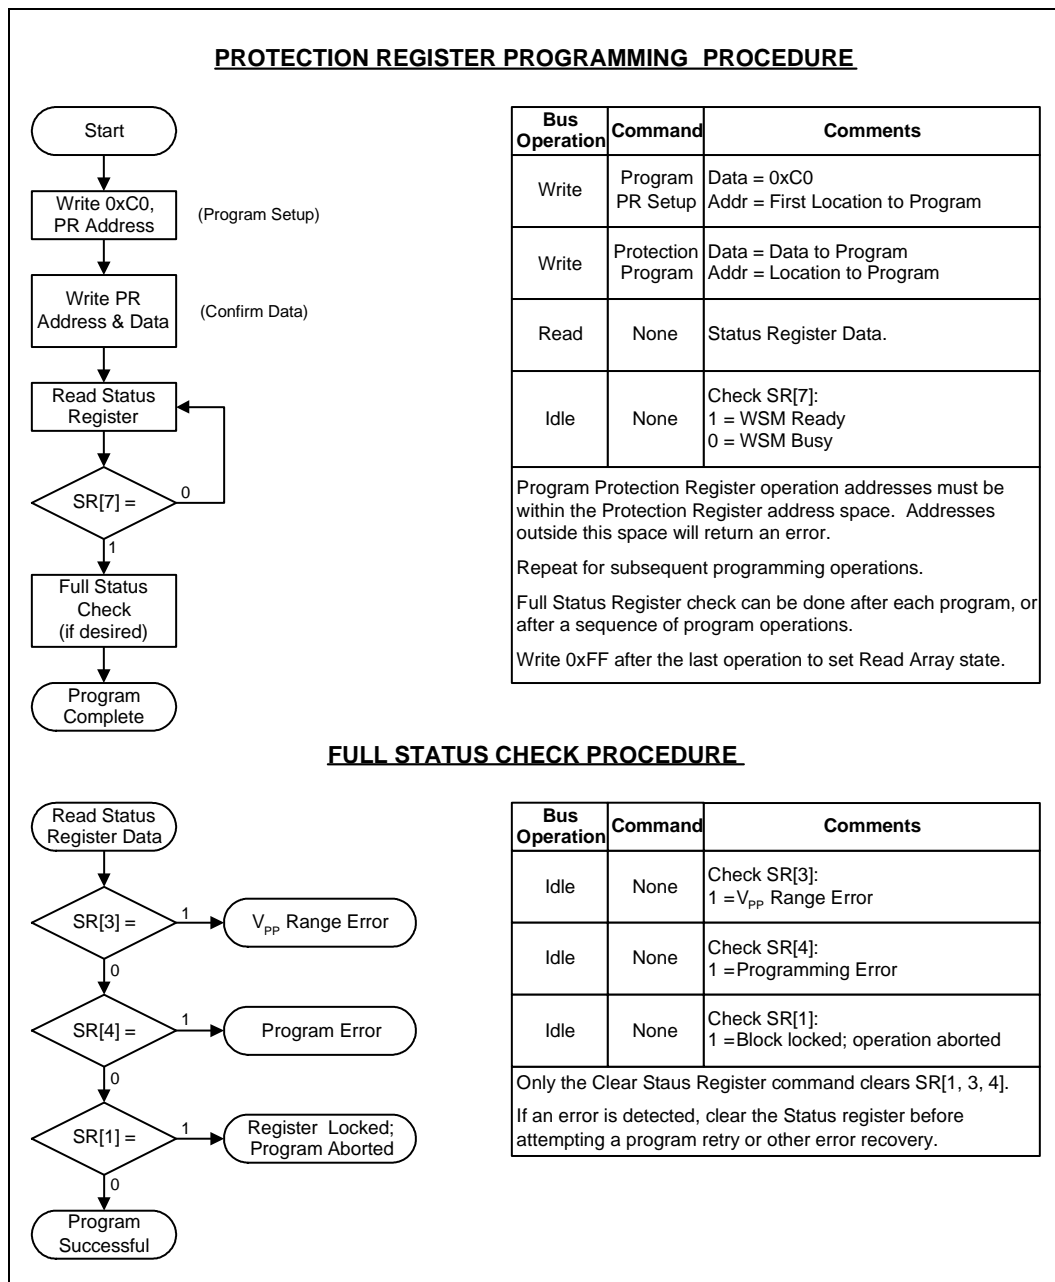 PROTECTION REGISTER PROGRAMMING PROCEDURE
Start
Write 0xC0,
PR Address
(Program Setup)
Write PR
Address & Data
(Confirm Data)
Read Status
Register
SR[7] =
0
1
Full Status
Check
(if desired)
Program
Complete
Bus
Operation
Command
Comments
Write
Program
PR Setup
Data = 0xC0
Addr = First Location to Program
Write
Protection
Program
Data = Data to Program
Addr = Location to Program
Read
None
Status Register Data.
Idle
None
Check SR[7]:
1 = WSM Ready
0 = WSM Busy
Program Protection Register operation addresses must be
within the Protection Register address space. Addresses
outside this space will return an error.
Repeat for subsequent programming operations.
Full Status Register check can be done after each program, or
after a sequence of program operations.
Write 0xFF after the last operation to set Read Array state.
FULL STATUS CHECK PROCEDURE
Read Status
Register Data
SR[3] =
1
VPP Range Error
0
SR[4] =
1
Program Error
0
SR[1] =
1
Register Locked;
Program Aborted
0
Program
Successful
Bus
Operation
Command
Comments
Idle
None
Check SR[3]:
1 =VPP Range Error
Idle
None
Check SR[4]:
1 =Programming Error
Idle
None
Check SR[1]:
1 =Block locked; operation aborted
Only the Clear Staus Register command clears SR[1, 3, 4].
If an error is detected, clear the Status register before
attempting a program retry or other error recovery.